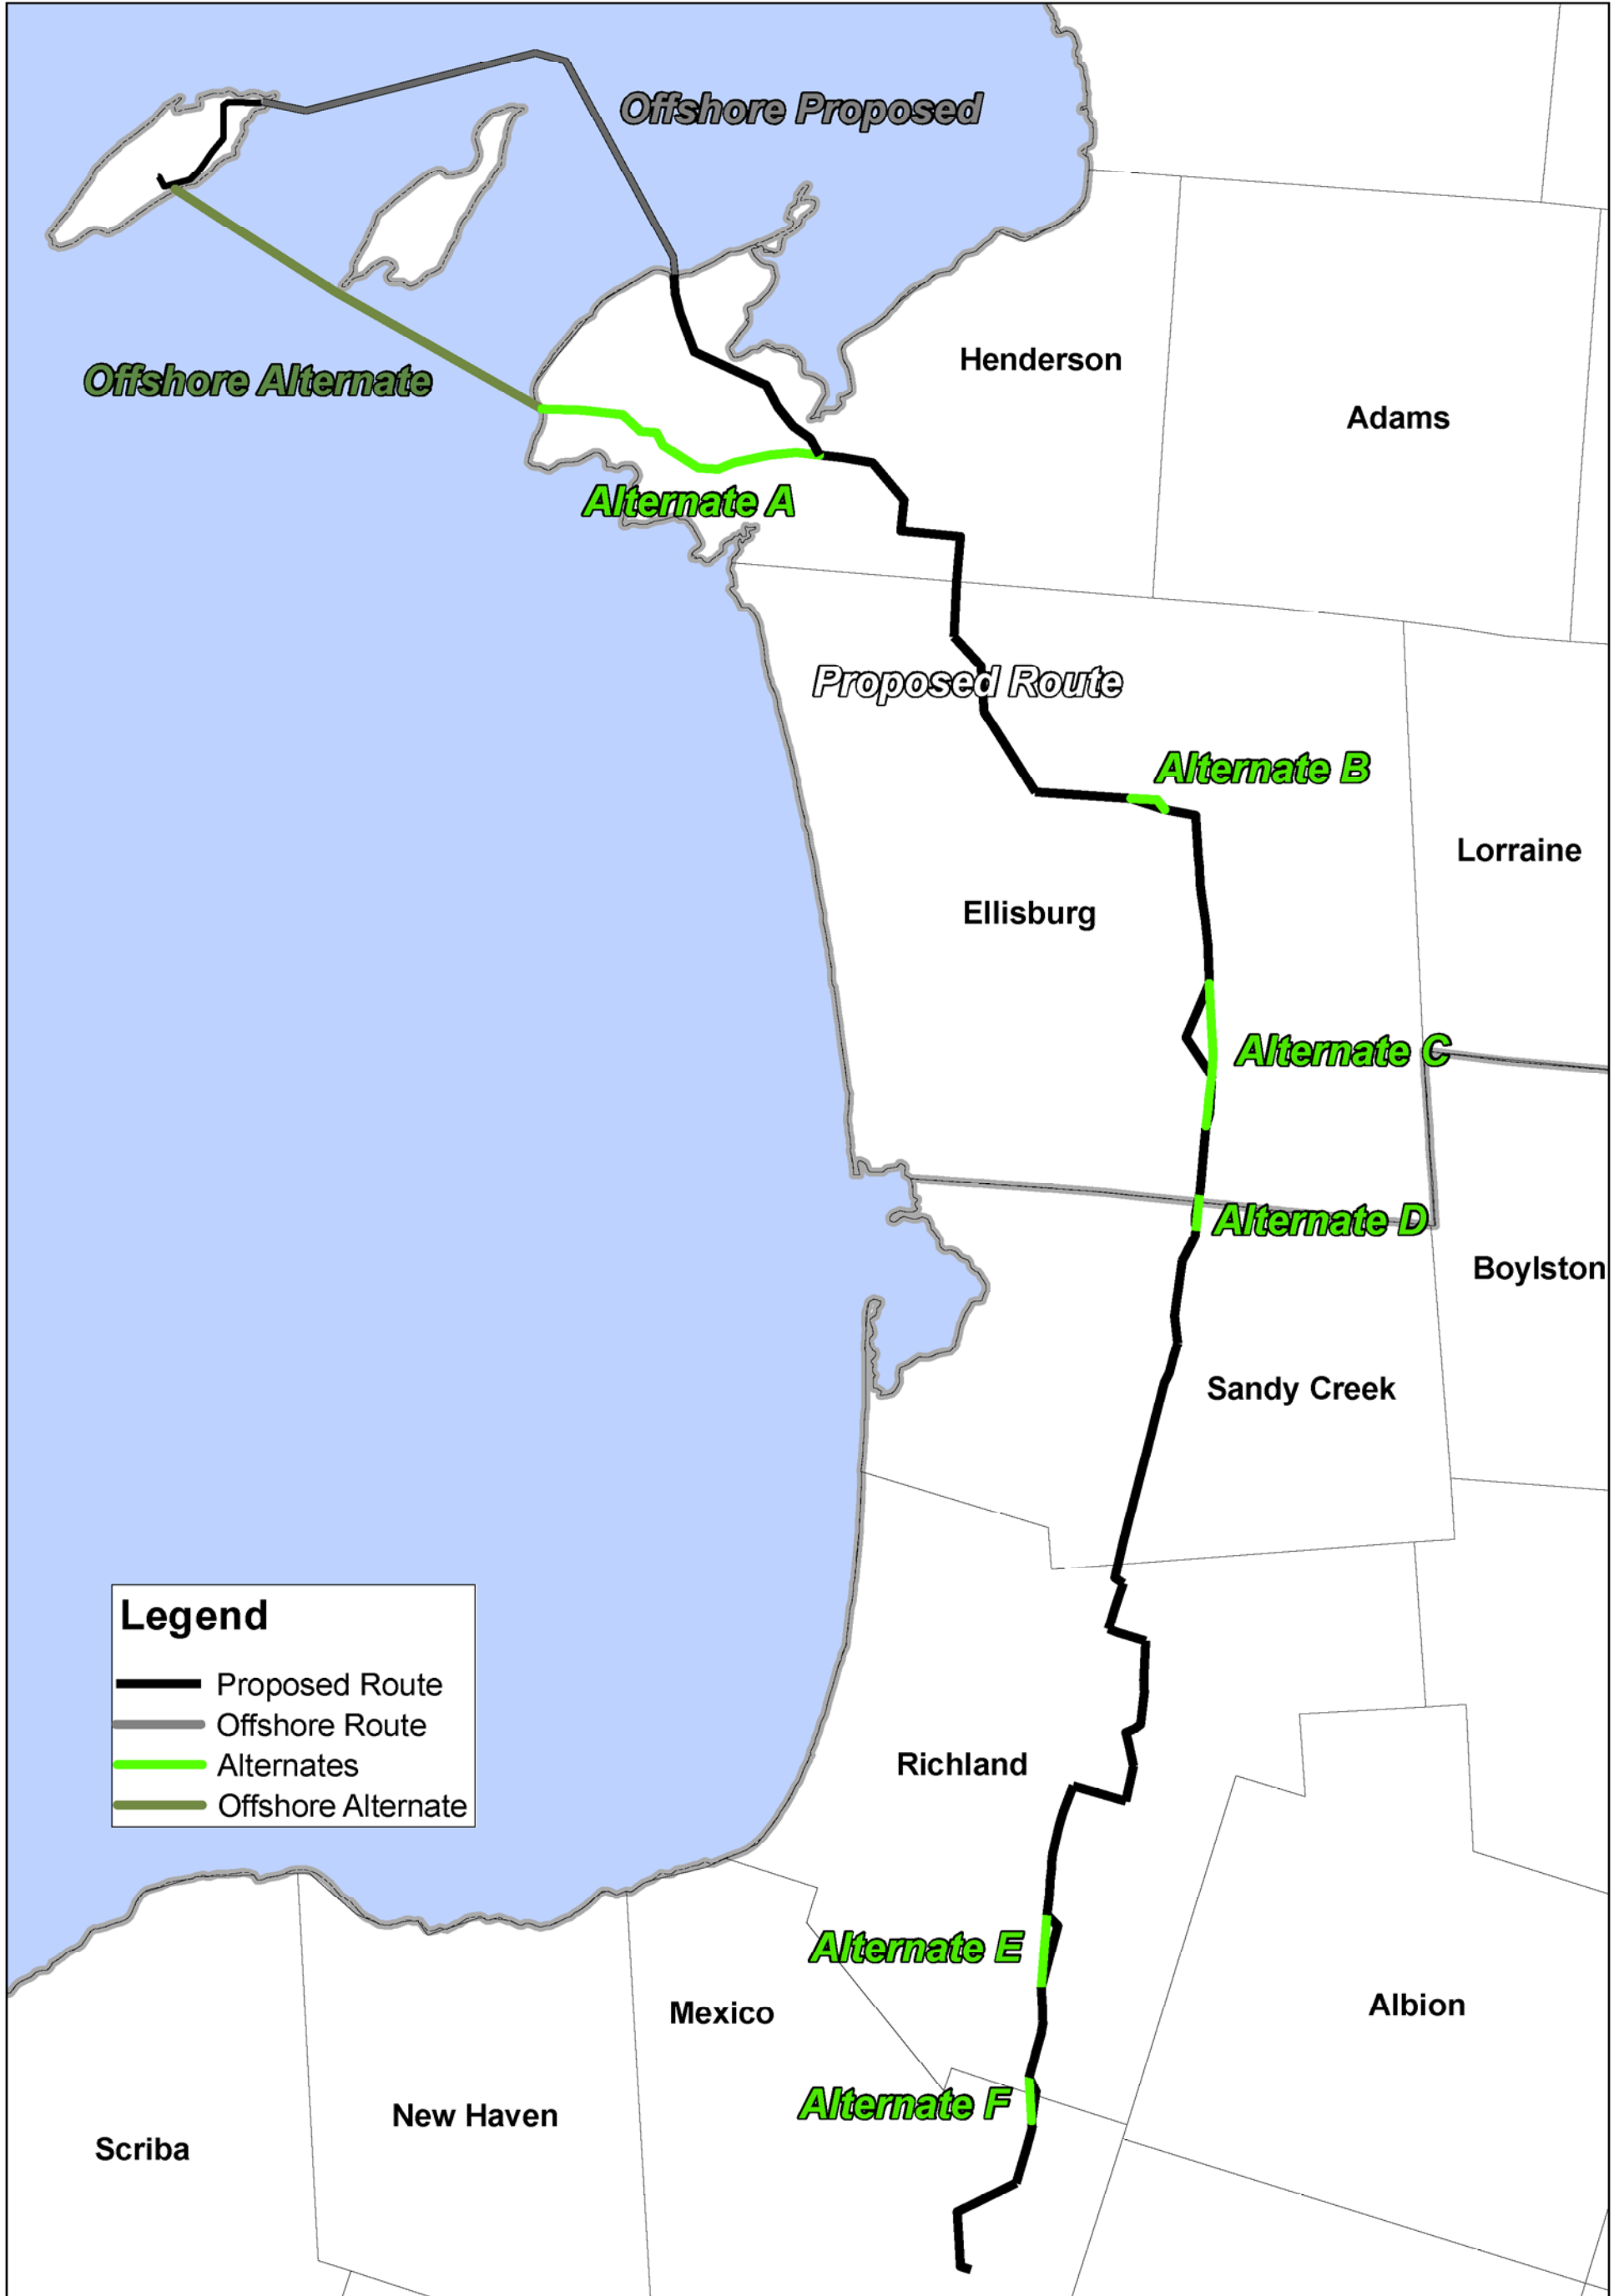 Offshore Proposed
Henderson
Offshore Alternate
Adams
Alternate A
Proposed Route
Alternate B
Lorraine
Ellisburg
Alternate C
Alternate D
Boylston
Sandy Creek
Legend
Proposed Route
Offshore Route
Alternates
Offshore Alternate
Richland
Alternate E
Mexico
Albion
Alternate F
New Haven
Scriba